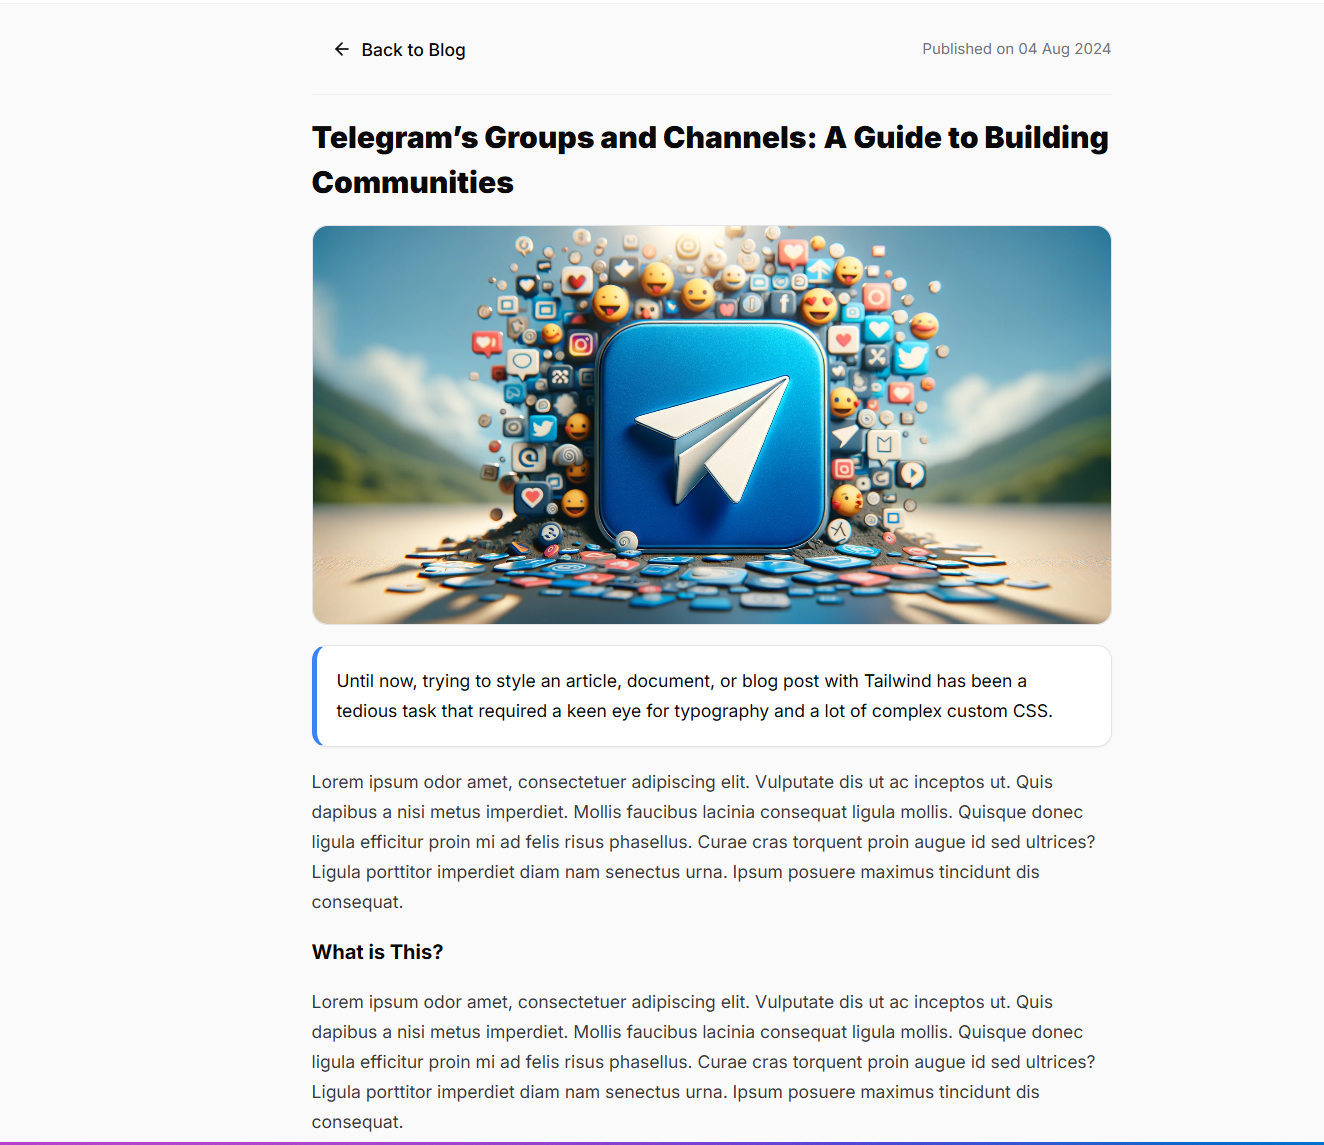 Back to Blog
Published on 04 Aug 2024
Telegram’s Groups and Channels: A Guide to Building
Communities
Until now, trying to style an article, document, or blog post with Tailwind has been a
tedious task that required a keen eye for typography and a lot of complex custom CSS.
Lorem ipsum odor amet, consectetuer adipiscing elit. Vulputate dis ut ac inceptos ut. Quis
dapibus a nisi metus imperdiet. Mollis faucibus lacinia consequat ligula mollis. Quisque donec
ligula efficitur proin mi ad felis risus phasellus. Curae cras torquent proin augue id sed ultrices?
Ligula porttitor imperdiet diam nam senectus urna. Ipsum posuere maximus tincidunt dis
consequat.
What is This?
Lorem ipsum odor amet, consectetuer adipiscing elit. Vulputate dis ut ac inceptos ut. Quis
dapibus a nisi metus imperdiet. Mollis faucibus lacinia consequat ligula mollis. Quisque donec
ligula efficitur proin mi ad felis risus phasellus. Curae cras torquent proin augue id sed ultrices?
Ligula porttitor imperdiet diam nam senectus urna. Ipsum posuere maximus tincidunt dis
consequat.